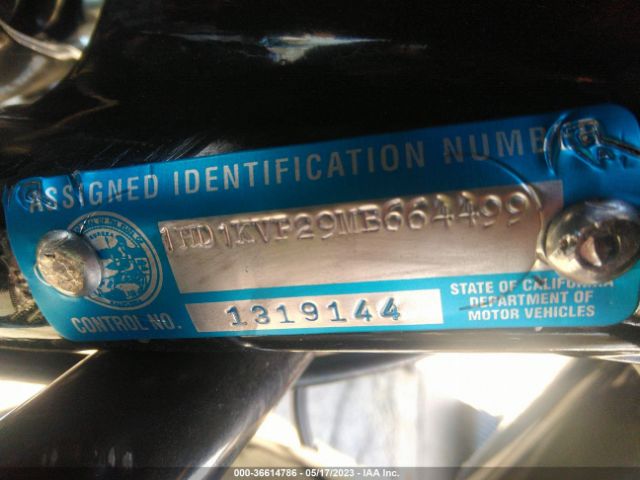 ASSIGNED IDENTIFICATION NUMBER
1HD1KVP29MB664499
CONTROL NO. 1319144
STATE OF CALIFORNIA
DEPARTMENT OF
MOTOR VEHICLES
000-36614786 - 05/17/2023 - IAA Inc.